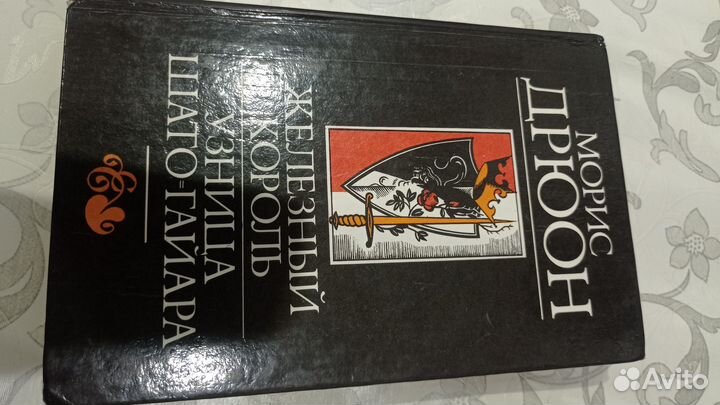 МОРИС
ДРЮОН
ЖЕЛЕЗНЫЙ
КОРОЛЬ
УЗНИЦА
ШАТО=ГАЙАРА
Avito